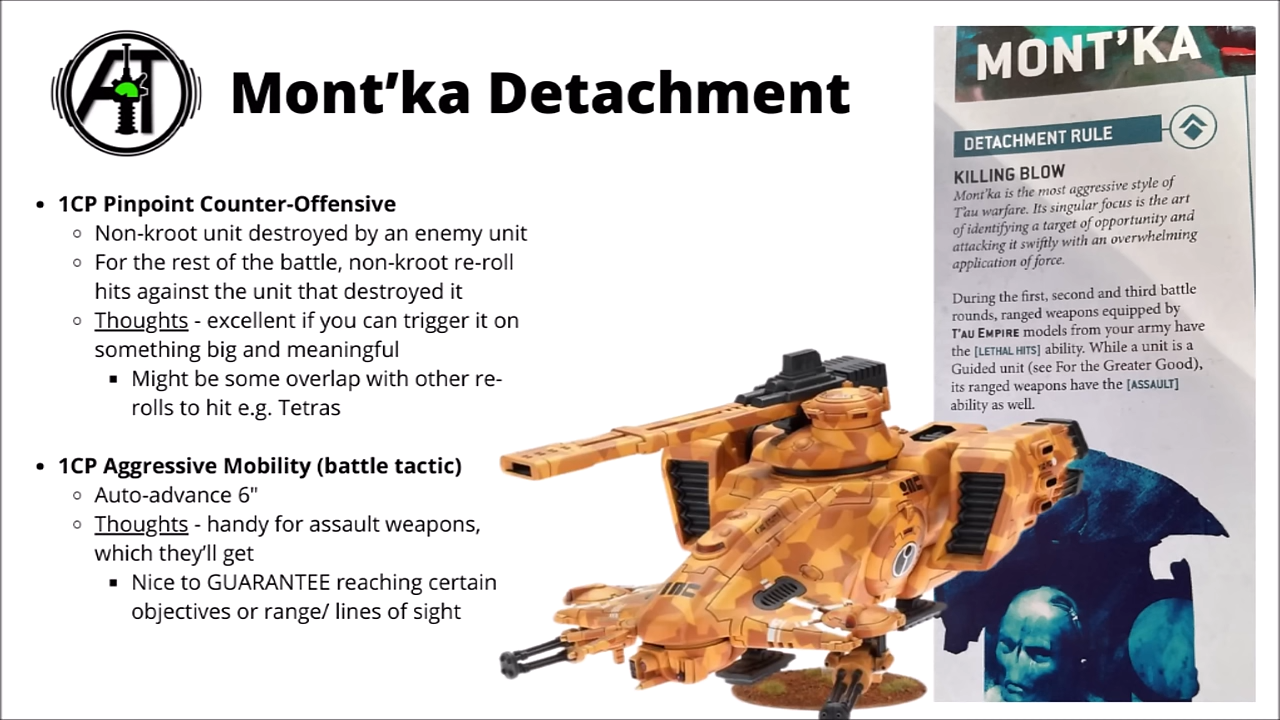 AT
Mont’ka Detachment
1CP Pinpoint Counter-Offensive
Non-kroot unit destroyed by an enemy unit
For the rest of the battle, non-kroot re-roll
hits against the unit that destroyed it
Thoughts - excellent if you can trigger it on
something big and meaningful
Might be some overlap with other re-
rolls to hit e.g. Tetras
1CP Aggressive Mobility (battle tactic)
Auto-advance 6"
Thoughts - handy for assault weapons,
which they’ll get
Nice to GUARANTEE reaching certain
objectives or range/ lines of sight
MONT’KA
DETACHMENT RULE
KILLING BLOW
Mont’ka is the most aggressive style of
T’au warfare. Its singular focus is the art
of identifying a target of opportunity and
attacking it swiftly with an overwhelming
application of force.
During the first, second and third battle
rounds, ranged weapons equipped by
T’AU EMPIRE models from your army have
the [LETHAL HITS] ability. While a unit is a
Guided unit (see For the Greater Good),
its ranged weapons have the [ASSAULT]
ability as well.